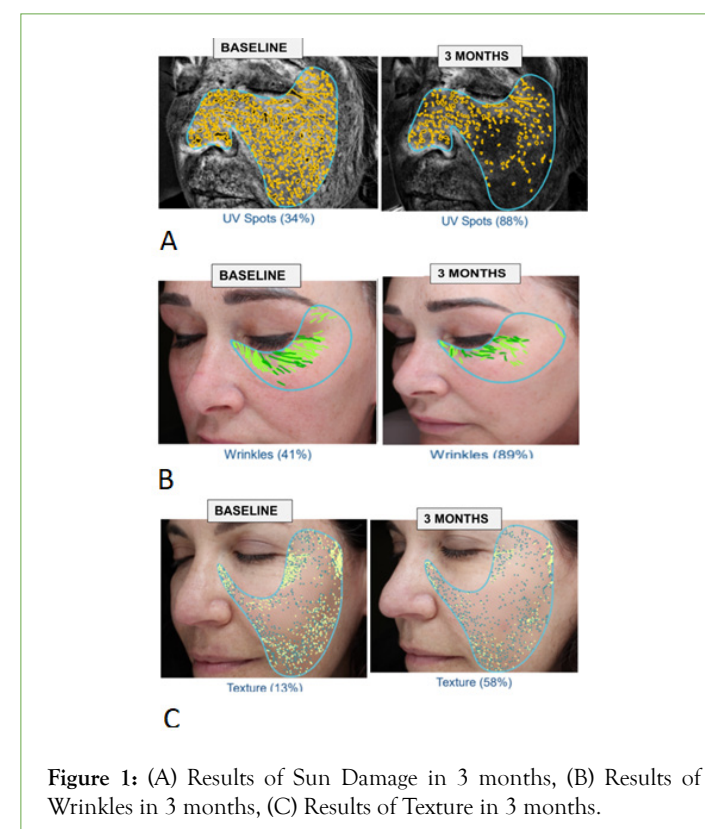 BASELINE
3 MONTHS
UV Spots (34%)
UV Spots (88%)
A
BASELINE
3 MONTHS
Wrinkles (41%)
Wrinkles (89%)
B
BASELINE
3 MONTHS
Texture (13%)
Texture (58%)
C
Figure 1: (A) Results of Sun Damage in 3 months, (B) Results of
Wrinkles in 3 months, (C) Results of Texture in 3 months.